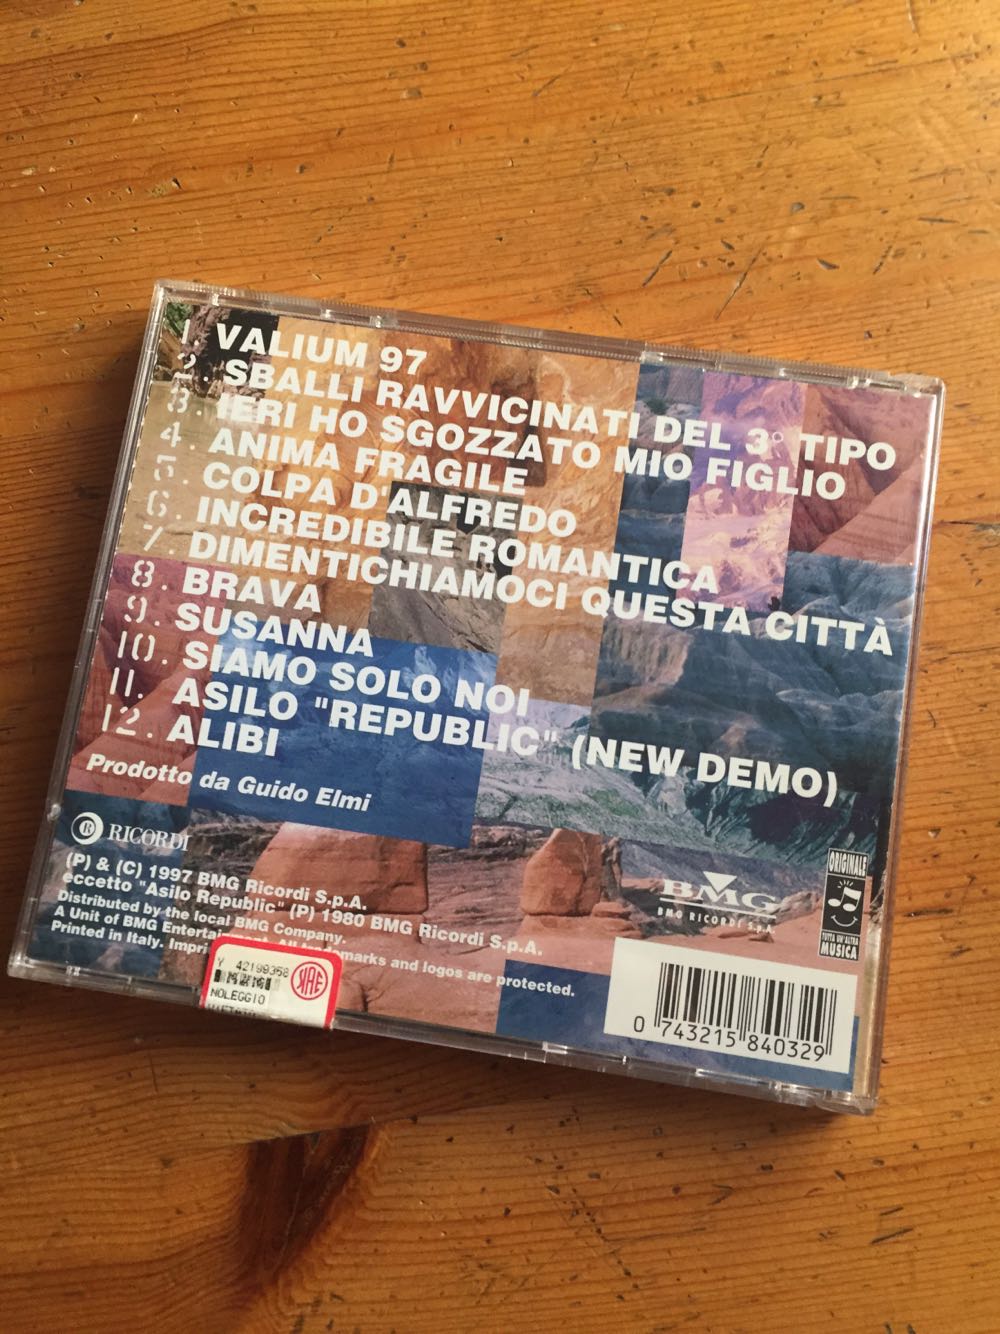 1. VALIUM 97
2. SBALLI RAVVICINATI DEL 3° TIPO
3. IERI HO SGOZZATO MIO FIGLIO
4. ANIMA FRAGILE
5. COLPA D'ALFREDO
6. INCREDIBILE ROMANTICA
7. DIMENTICHIAMOCI QUESTA CITTÀ
8. BRAVA
9. SUSANNA
10. SIAMO SOLO NOI
11. ASILO "REPUBLIC" (NEW DEMO)
12. ALIBI
Prodotto da Guido Elmi
R RICORDI
(P) & (C) 1997 BMG Ricordi S.p.A.
eccetto "Asilo Republic" (P) 1980 BMG Ricordi S.p.A.
Distributed by the local BMG Company.
A Unit of BMG Entertainment. All trademarks and logos are protected.
Printed in Italy.
Y 42199358
NOLEGGIO
BMG
BMG RICORDI S.p.A.
ORIGINALE
TUTTA UN'ALTRA
MUSICA
0 743215 840329